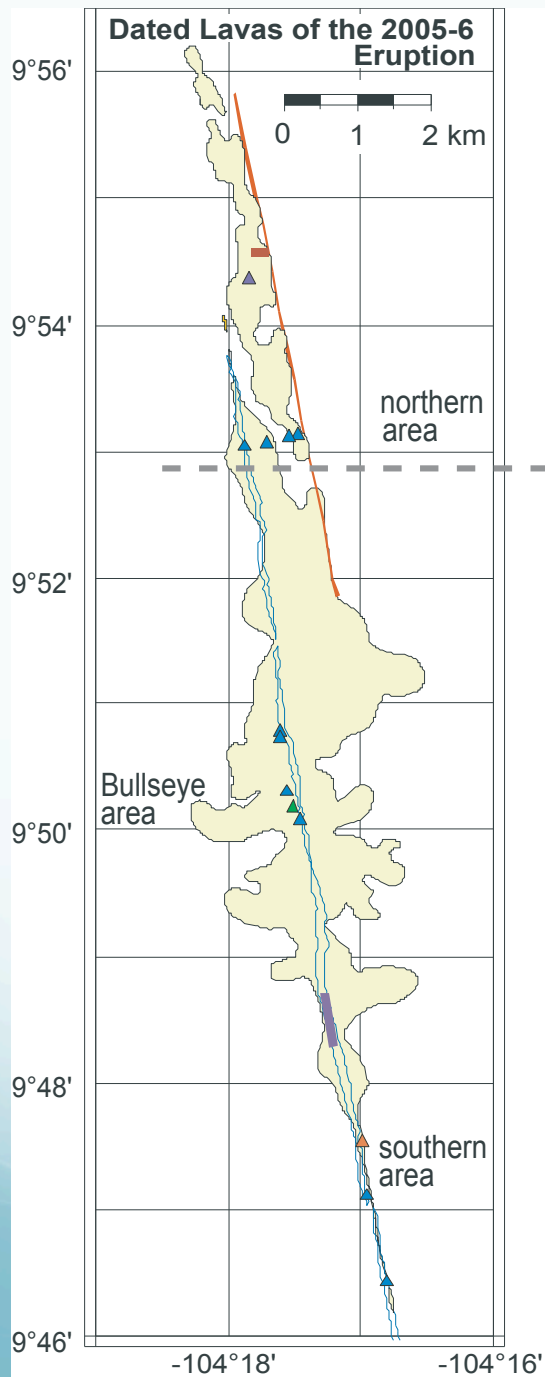 Dated Lavas of the 2005-6
Eruption
9°56'
0 1 2 km
9°54'
northern
area
9°52'
Bullseye
area
9°50'
9°48'
southern
area
9°46'
-104°18' -104°16'